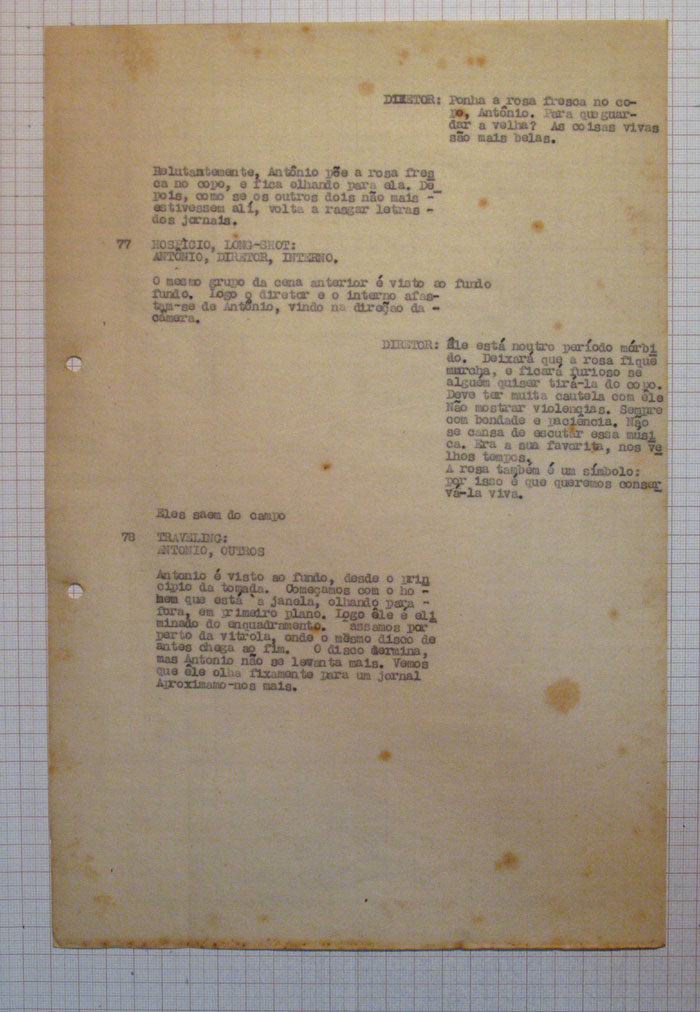 DIRETOR: Ponha a rosa fresca no co-
po, Antônio. Para que guar-
dar a velha? As coisas vivas
são mais belas.
Relutantemente, Antônio põe a rosa fres
ca no copo, e fica olhando para ela. De
pois, como se os outros dois não mais -
estivessem alí, volta a rasgar letras -
dos jornais.
77 HOSPÍCIO, LONG-SHOT:
ANTÔNIO, DIRETOR, INTERNO.
O mesmo grupo da cena anterior é visto ao fundo
fundo. Logo o diretor e o interno afas-
tam-se de Antônio, vindo na direção da -
câmera.
DIRETOR: Êle está noutro período mórbi
do. Deixará que a rosa fique
murcha, e ficará furioso se
alguém quiser tirá-la do copo.
Deve ter muita cautela com êle
Não mostrar violencias. Sempre
com bondade e paciência. Não
se cansa de escutar essa musi
ca. Era a sua favorita, nos ve
lhos tempos.
A rosa também é um símbolo:
por isso é que queremos conser
vá-la viva.
Eles saem do campo
78 TRAVELING:
ANTONIO, OUTROS
Antonio é visto ao fundo, desde o prin
cipio da tomada. Começamos com o ho-
mem que está `a janela, olhando para -
fora, em primeiro plano. Logo êle é eli
minado do enquadramento. assamos por
perto da vitrola, onde o mesmo disco de
antes chega ao fim. O disco dermina,
mas Antonio não se levanta mais. Vemos
que êle olha fixamente para um jornal
Aproximamo-nos mais.